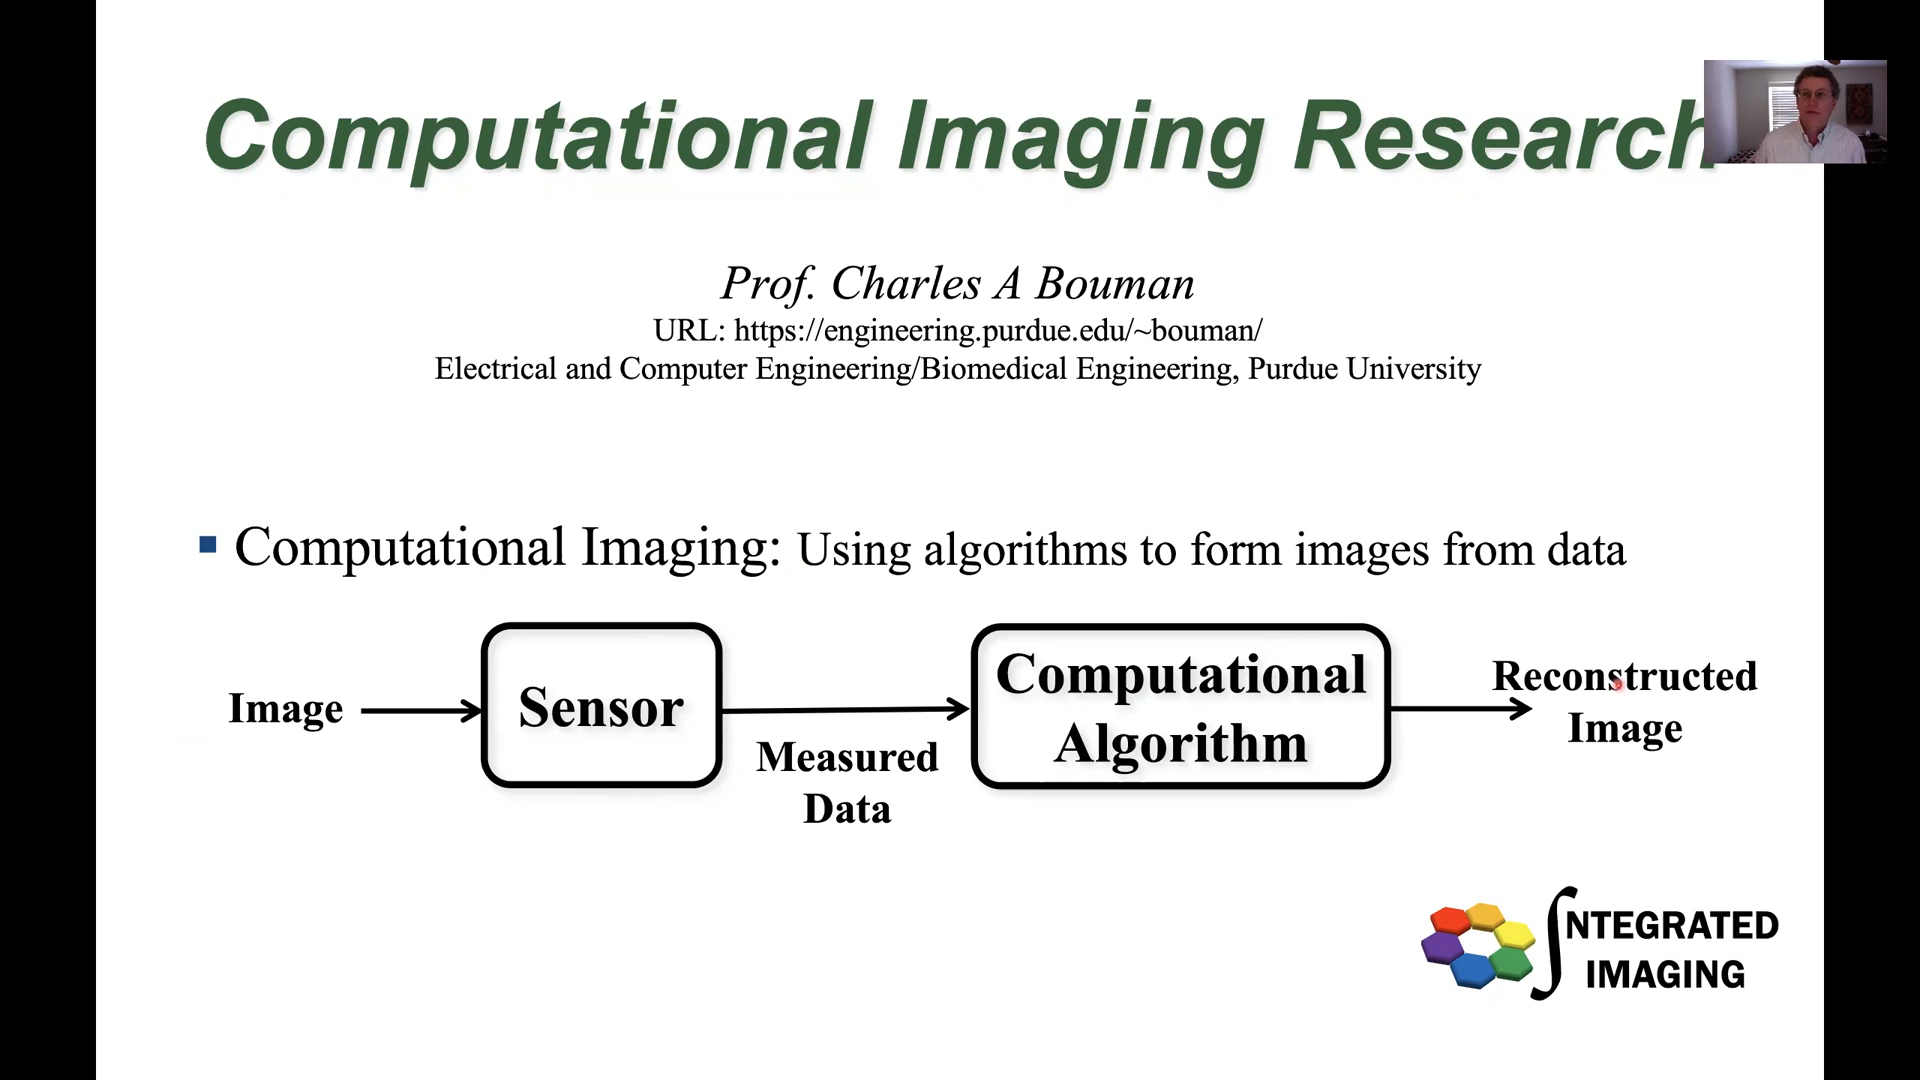 Computational Imaging Research
Prof. Charles A Bouman
URL: https://engineering.purdue.edu/~bouman/
Electrical and Computer Engineering/Biomedical Engineering, Purdue University
Computational Imaging: Using algorithms to form images from data
Image
Sensor
Measured
Data
Computational
Algorithm
Reconstructed
Image
∫NTEGRATED
IMAGING